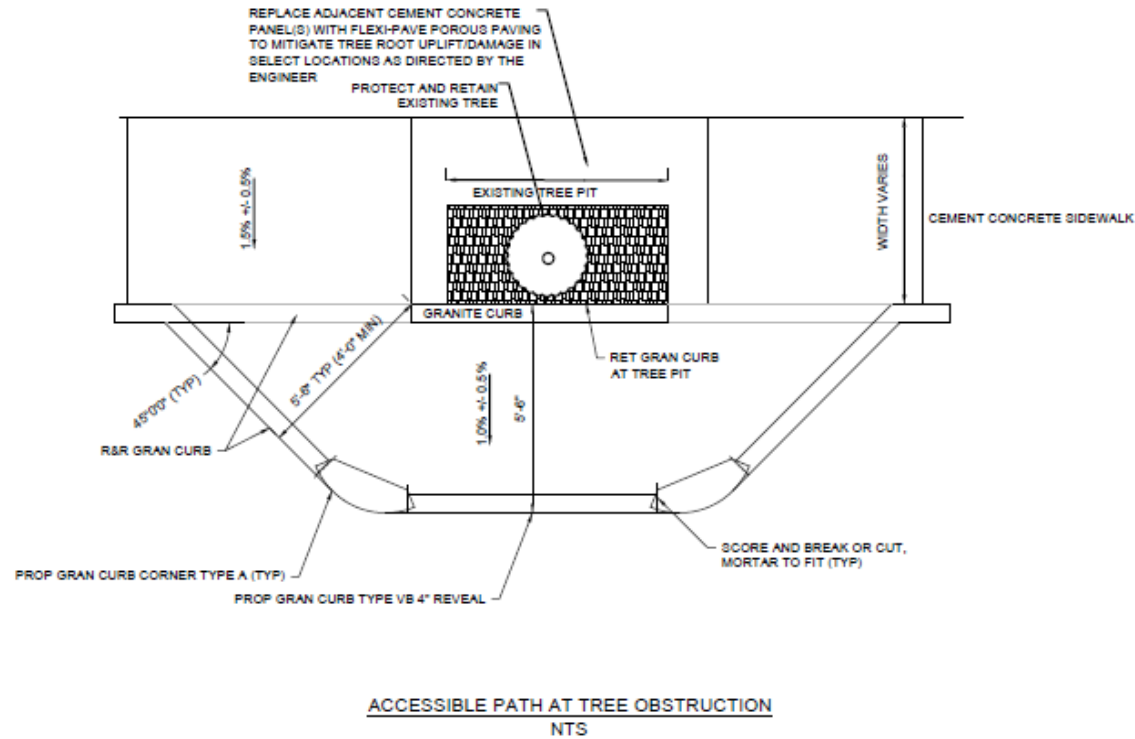 REPLACE ADJACENT CEMENT CONCRETE
PANEL(S) WITH FLEXI-PAVE POROUS PAVING
TO MITIGATE TREE ROOT UPLIFT/DAMAGE IN
SELECT LOCATIONS AS DIRECTED BY THE
ENGINEER
PROTECT AND RETAIN
EXISTING TREE
EXISTING TREE PIT
1.5% +/- 0.5%
WIDTH VARIES
CEMENT CONCRETE SIDEWALK
GRANITE CURB
RET GRAN CURB
AT TREE PIT
5'-6" TYP (4'-0" MIN)
45°0'0" (TYP)
1.0% +/- 0.5%
5'-6"
R&R GRAN CURB
SCORE AND BREAK OR CUT,
MORTAR TO FIT (TYP)
PROP GRAN CURB CORNER TYPE A (TYP)
PROP GRAN CURB TYPE VB 4" REVEAL
ACCESSIBLE PATH AT TREE OBSTRUCTION
NTS